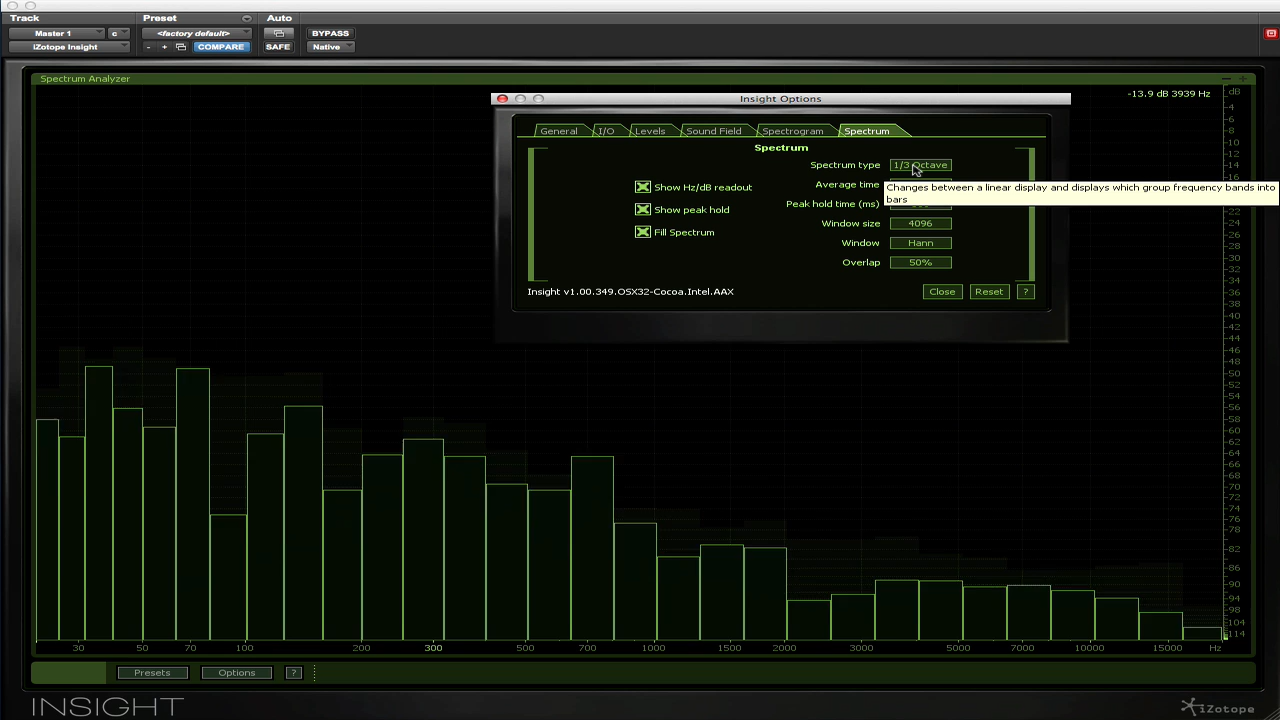 Track Preset Auto
Master 1 c <factory default> BYPASS
iZotope Insight - + COMPARE SAFE Native
Spectrum Analyzer
-13.9 dB 3939 Hz
Insight Options
General I/O Levels Sound Field Spectrogram Spectrum
Spectrum
Spectrum type 1/3 Octave
Show Hz/dB readout
Average time
Changes between a linear display and displays which group frequency bands into
bars
Show peak hold
Peak hold time (ms)
Fill Spectrum
Window size 4096
Window Hann
Overlap 50%
Insight v1.00.349.OSX32-Cocoa.Intel.AAX Close Reset ?
dB
4
6
8
10
12
14
16
22
24
26
28
30
32
34
36
38
40
42
44
46
48
50
52
54
56
58
60
62
64
66
68
70
72
74
76
78
82
86
90
94
98
104
114
30 50 70 100 200 300 500 700 1000 1500 2000 3000 5000 7000 10000 15000 Hz
Presets Options ?
INSIGHT
iZotope